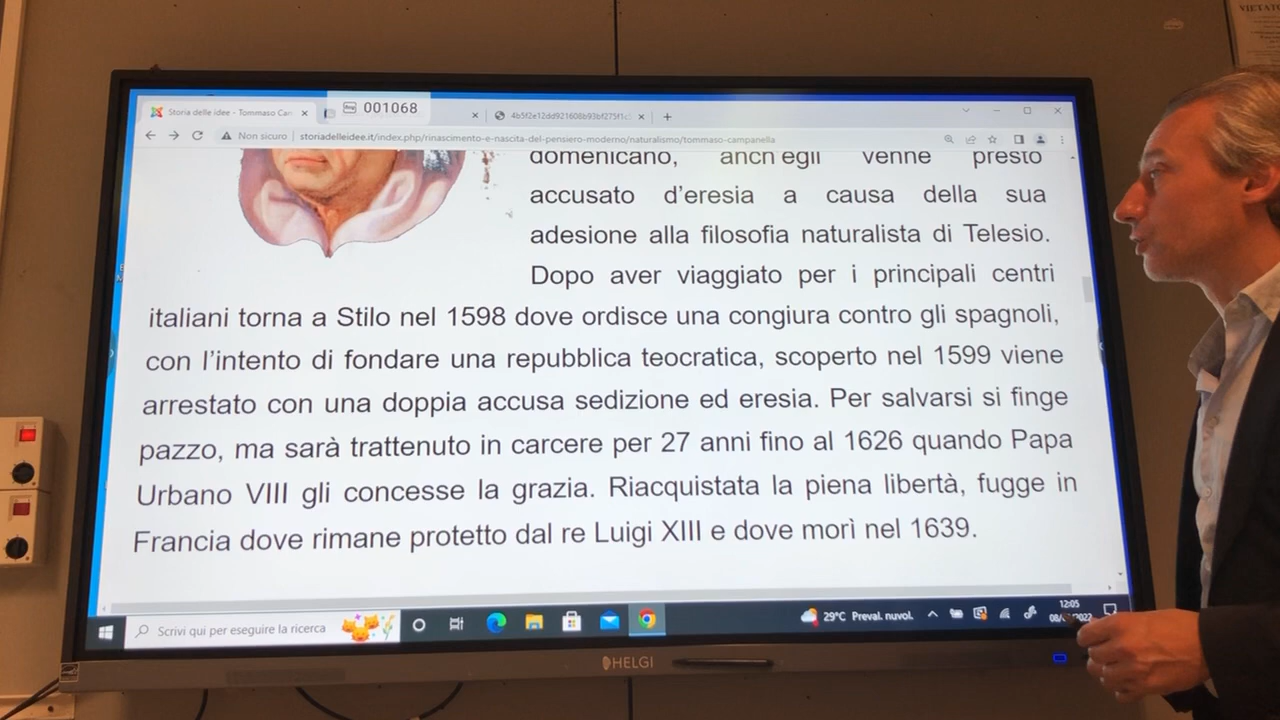 VIETATO
Storia delle idee - Tommaso Cam
001068
4b5f2e12dd921608b93bf275f1c
Non sicuro
storiadelleidee.it/index.php/rinascimento-e-nascita-del-pensiero-moderno/naturalismo/tommaso-campanella
domenicano, anch'egli venne presto
accusato d'eresia a causa della sua
adesione alla filosofia naturalista di Telesio.
Dopo aver viaggiato per i principali centri
italiani torna a Stilo nel 1598 dove ordisce una congiura contro gli spagnoli,
con l'intento di fondare una repubblica teocratica, scoperto nel 1599 viene
arrestato con una doppia accusa sedizione ed eresia. Per salvarsi si finge
pazzo, ma sarà trattenuto in carcere per 27 anni fino al 1626 quando Papa
Urbano VIII gli concesse la grazia. Riacquistata la piena libertà, fugge in
Francia dove rimane protetto dal re Luigi XIII e dove morì nel 1639.
Scrivi qui per eseguire la ricerca
29°C Preval. nuvol.
12:05
HELGI